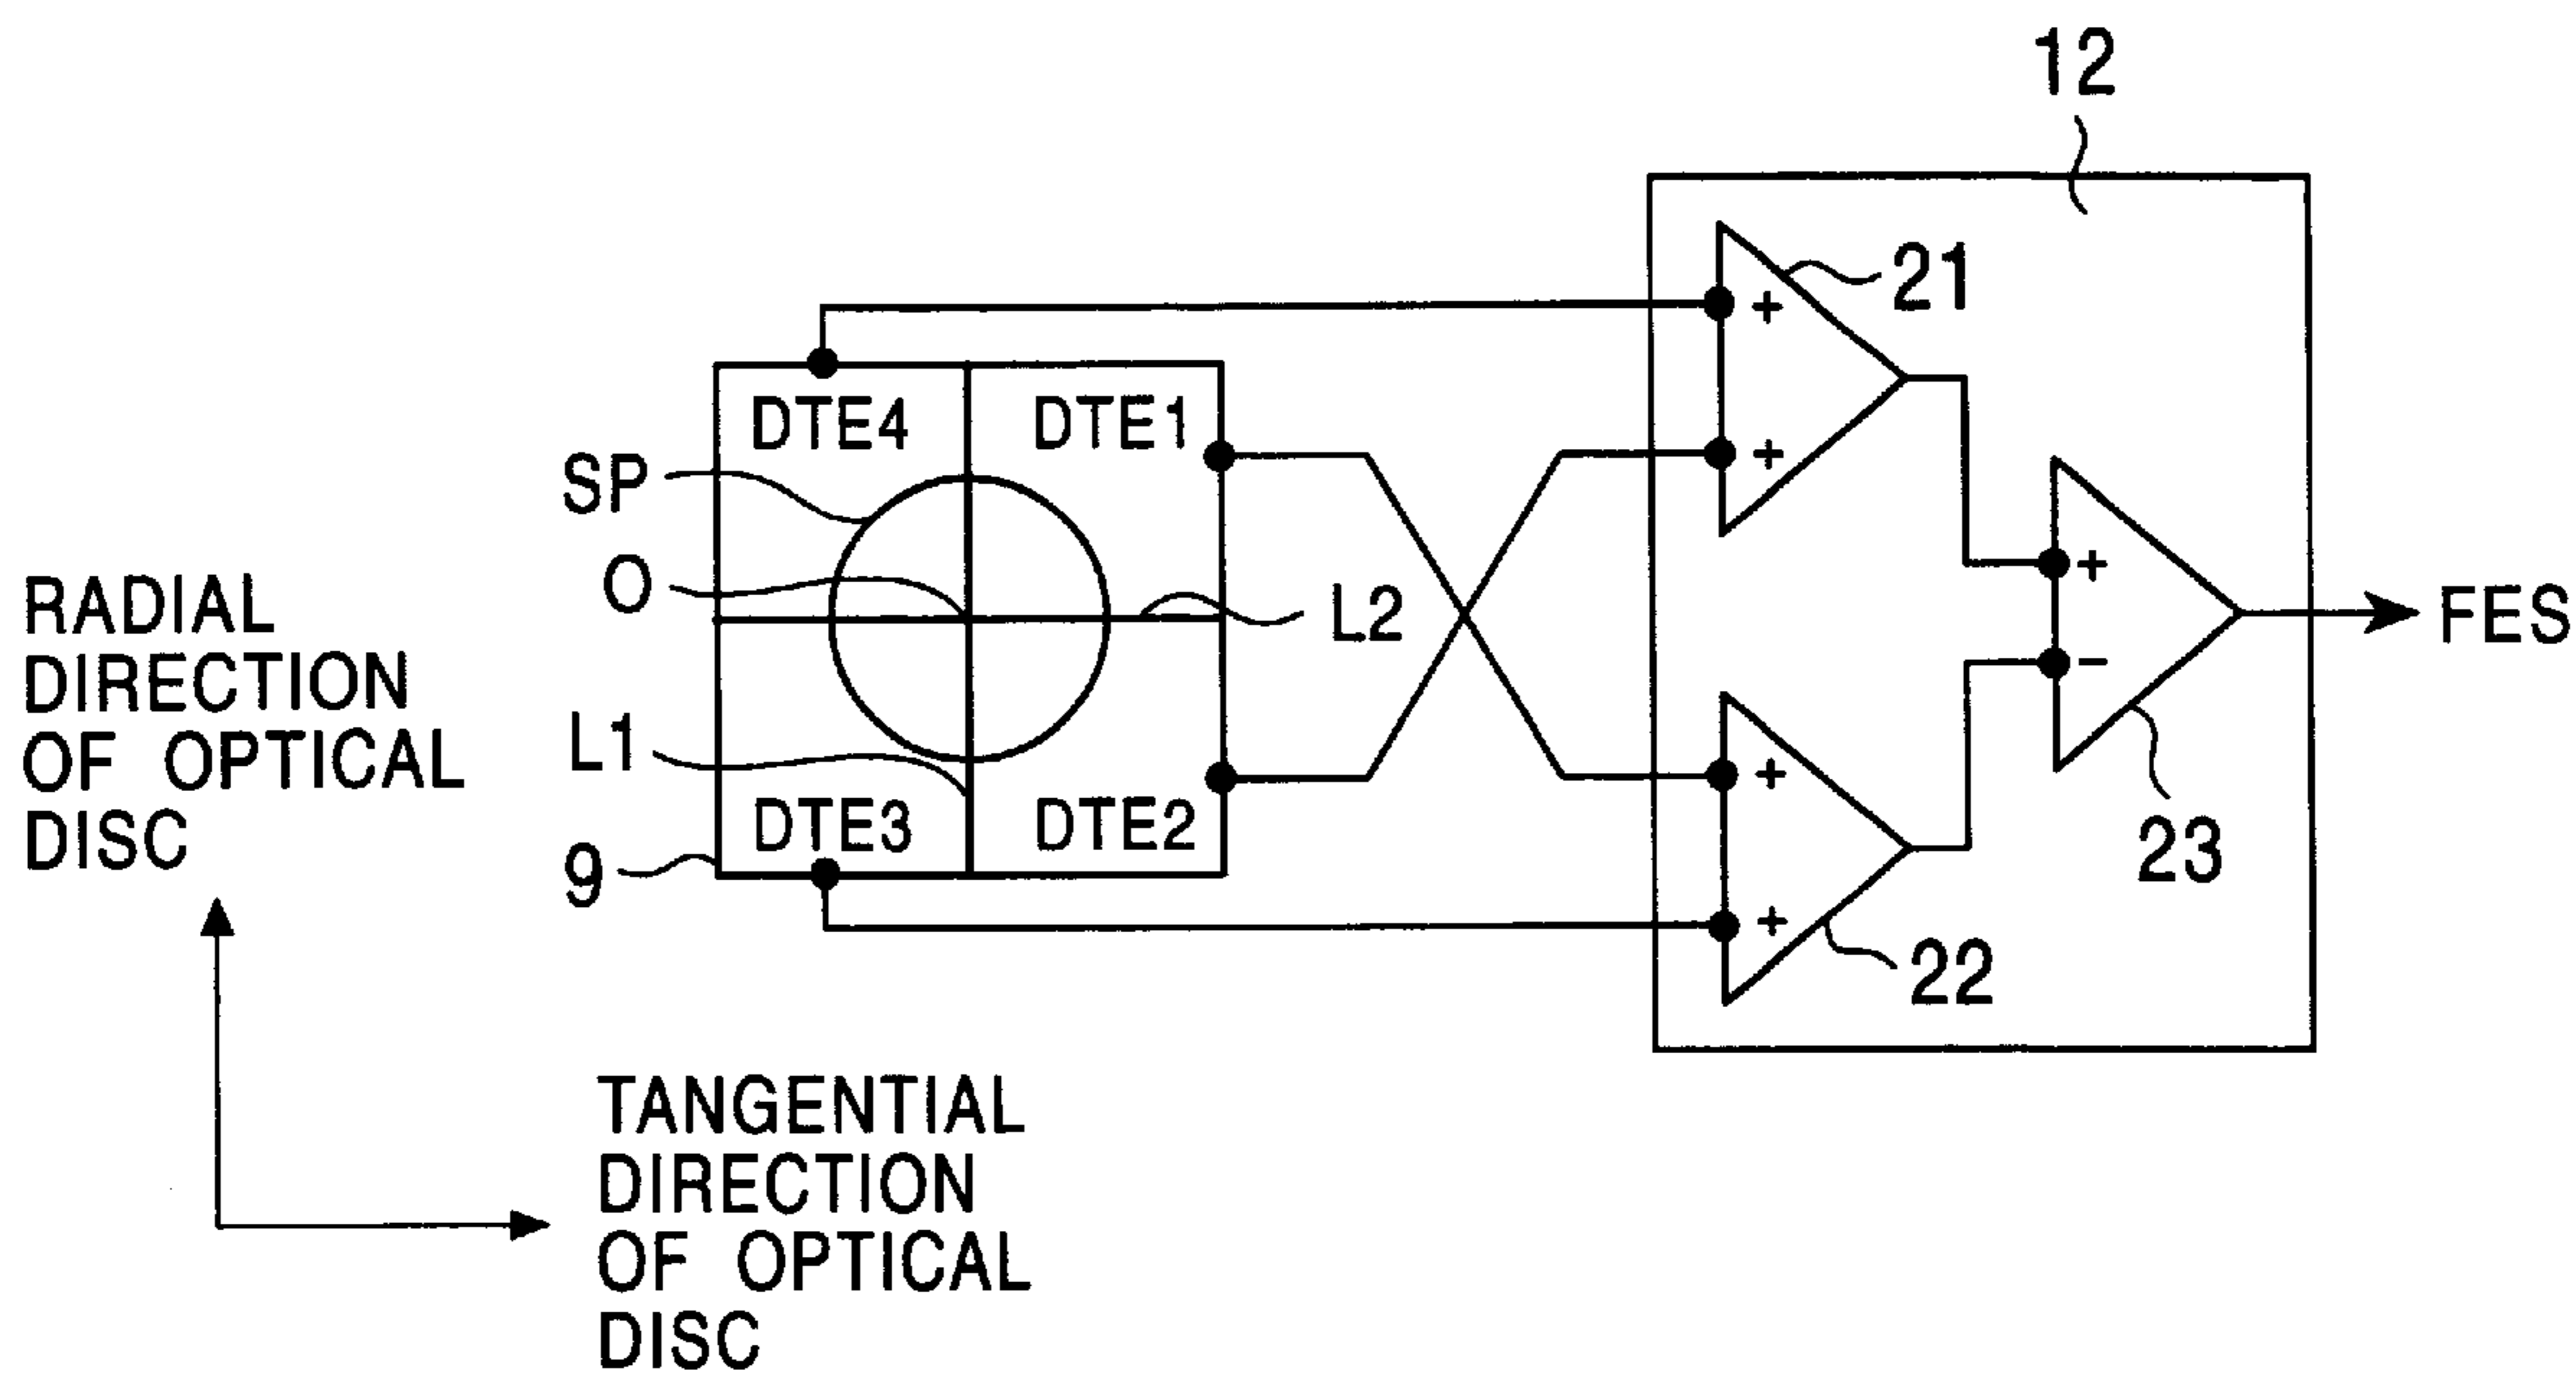 12
21
+
+
DTE4
DTE1
SP
O
L2
+
−
FES
RADIAL
DIRECTION
OF OPTICAL
DISC
L1
DTE3
DTE2
9
+
+
22
23
TANGENTIAL
DIRECTION
OF OPTICAL
DISC